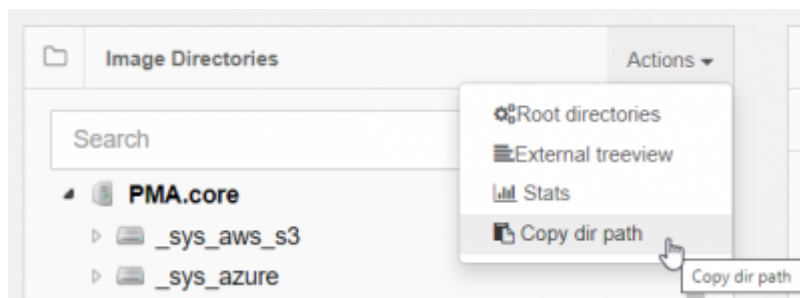 Image Directories
Actions
Search
Root directories
External treeview
Stats
Copy dir path
Copy dir path
PMA.core
_sys_aws_s3
_sys_azure